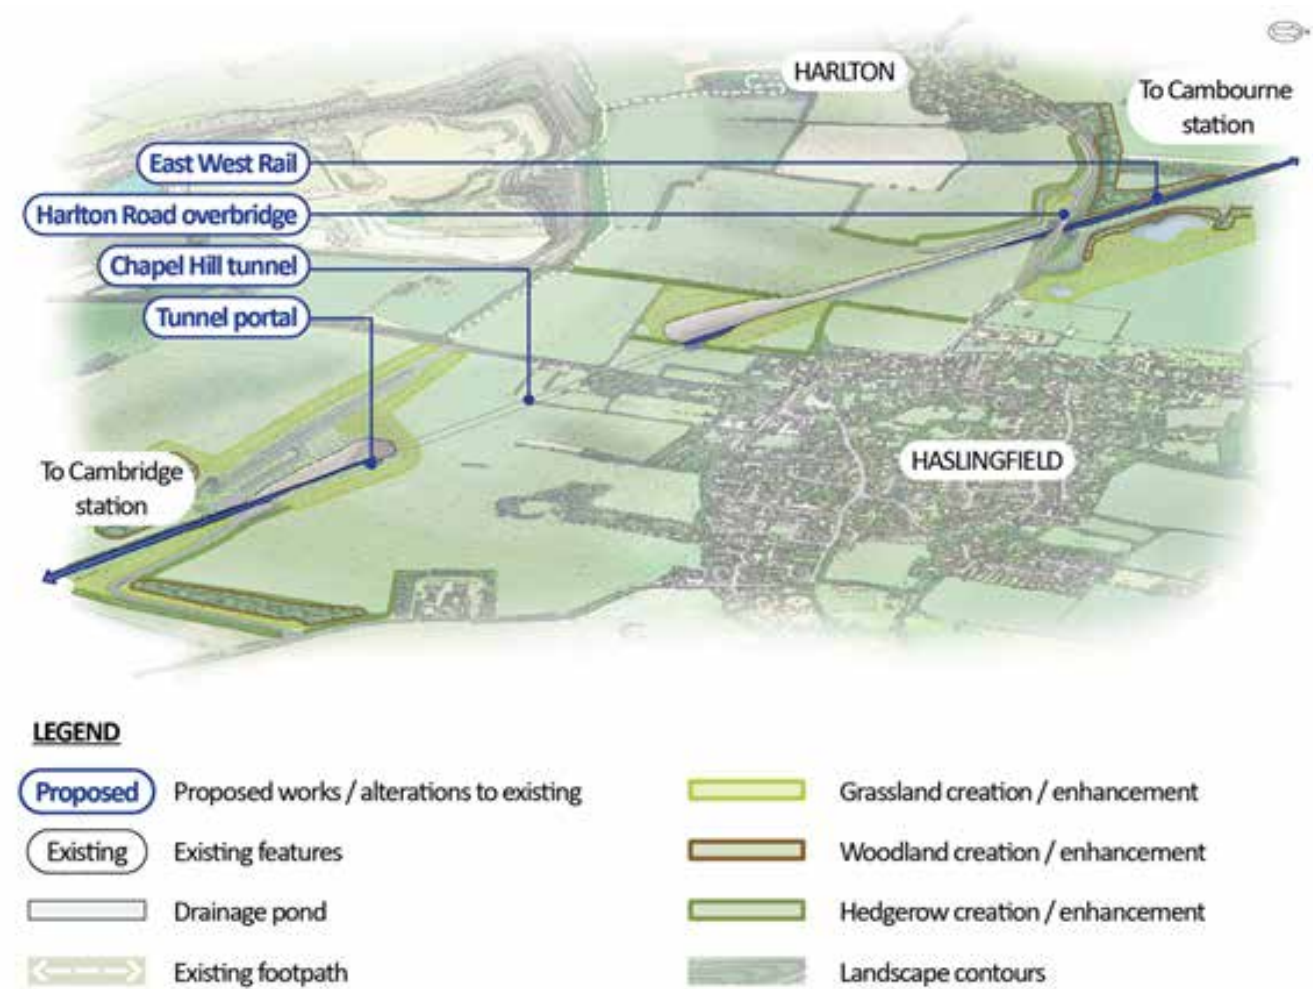 HARLTON
To Cambourne
station
East West Rail
Harlton Road overbridge
Chapel Hill tunnel
Tunnel portal
HASLINGFIELD
To Cambridge
station
LEGEND
Proposed Proposed works / alterations to existing
Existing Existing features
Drainage pond
Existing footpath
Grassland creation / enhancement
Woodland creation / enhancement
Hedgerow creation / enhancement
Landscape contours